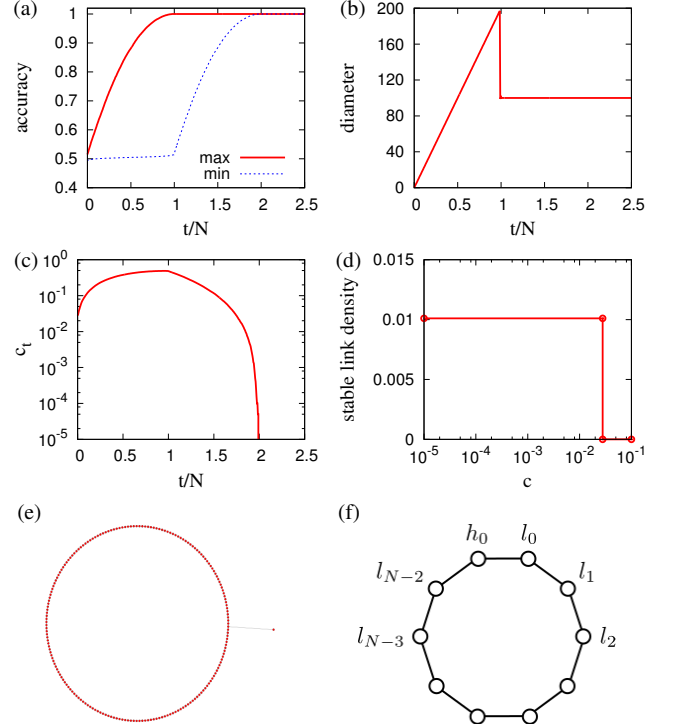 (a)
accuracy
1
0.9
0.8
0.7
0.6
0.5
0.4
max
min
0 0.5 1 1.5 2 2.5
t/N
(b)
diameter
200
160
120
80
40
0
0 0.5 1 1.5 2 2.5
t/N
(c)
c_t
10^0
10^-1
10^-2
10^-3
10^-4
10^-5
0 0.5 1 1.5 2 2.5
t/N
(d)
stable link density
0.015
0.01
0.005
0
10^-5 10^-4 10^-3 10^-2 10^-1
c
(e)
(f)
h_0 l_0
l_{N-2} l_1
l_{N-3} l_2